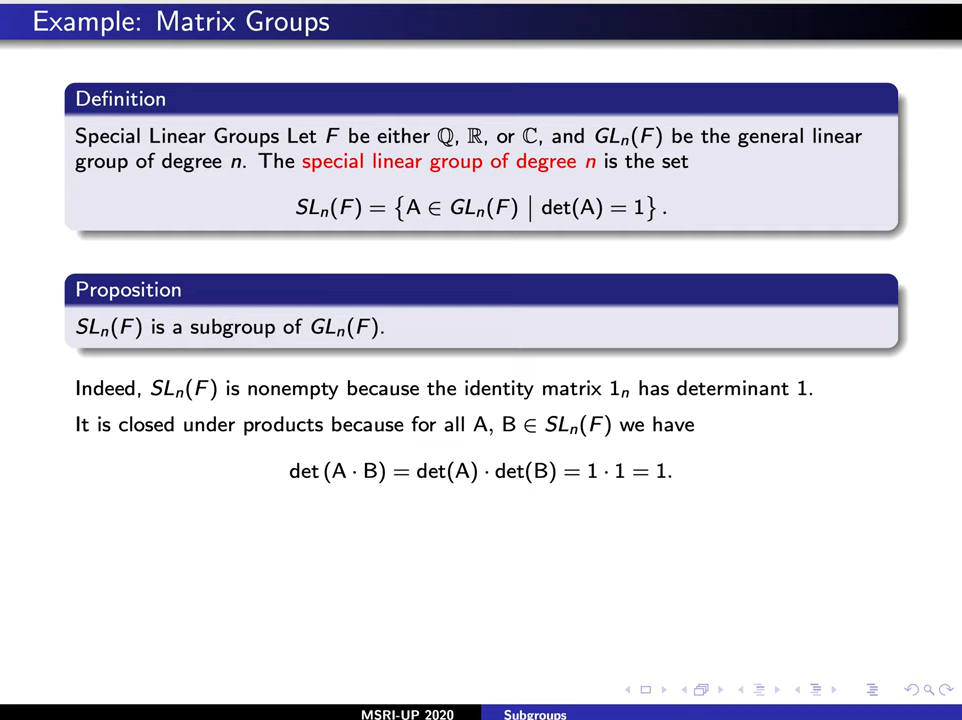 Example: Matrix Groups
Definition
Special Linear Groups Let F be either ℚ, ℝ, or ℂ, and GLₙ(F) be the general linear
group of degree n. The special linear group of degree n is the set
SLₙ(F) = {A ∈ GLₙ(F) | det(A) = 1} .
Proposition
SLₙ(F) is a subgroup of GLₙ(F).
Indeed, SLₙ(F) is nonempty because the identity matrix 1ₙ has determinant 1.
It is closed under products because for all A, B ∈ SLₙ(F) we have
det (A · B) = det(A) · det(B) = 1 · 1 = 1.
MSRI-UP 2020 Subgroups